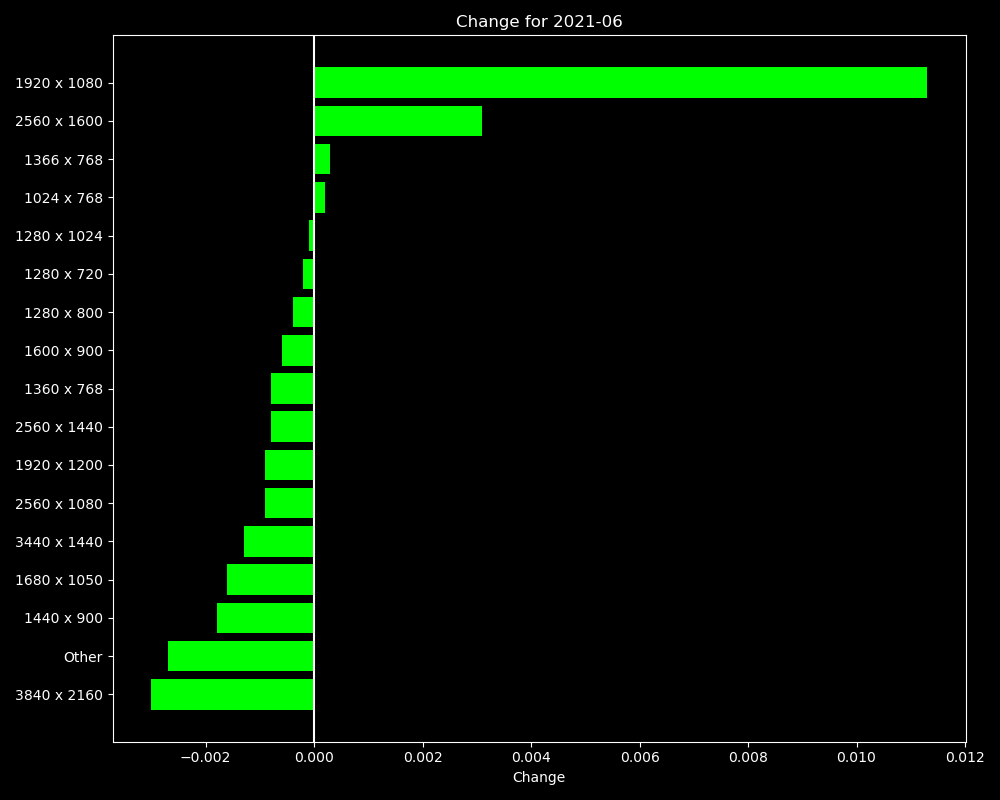 Change for 2021-06
1920 x 1080
2560 x 1600
1366 x 768
1024 x 768
1280 x 1024
1280 x 720
1280 x 800
1600 x 900
1360 x 768
2560 x 1440
1920 x 1200
2560 x 1080
3440 x 1440
1680 x 1050
1440 x 900
Other
3840 x 2160
−0.002 0.000 0.002 0.004 0.006 0.008 0.010 0.012
Change